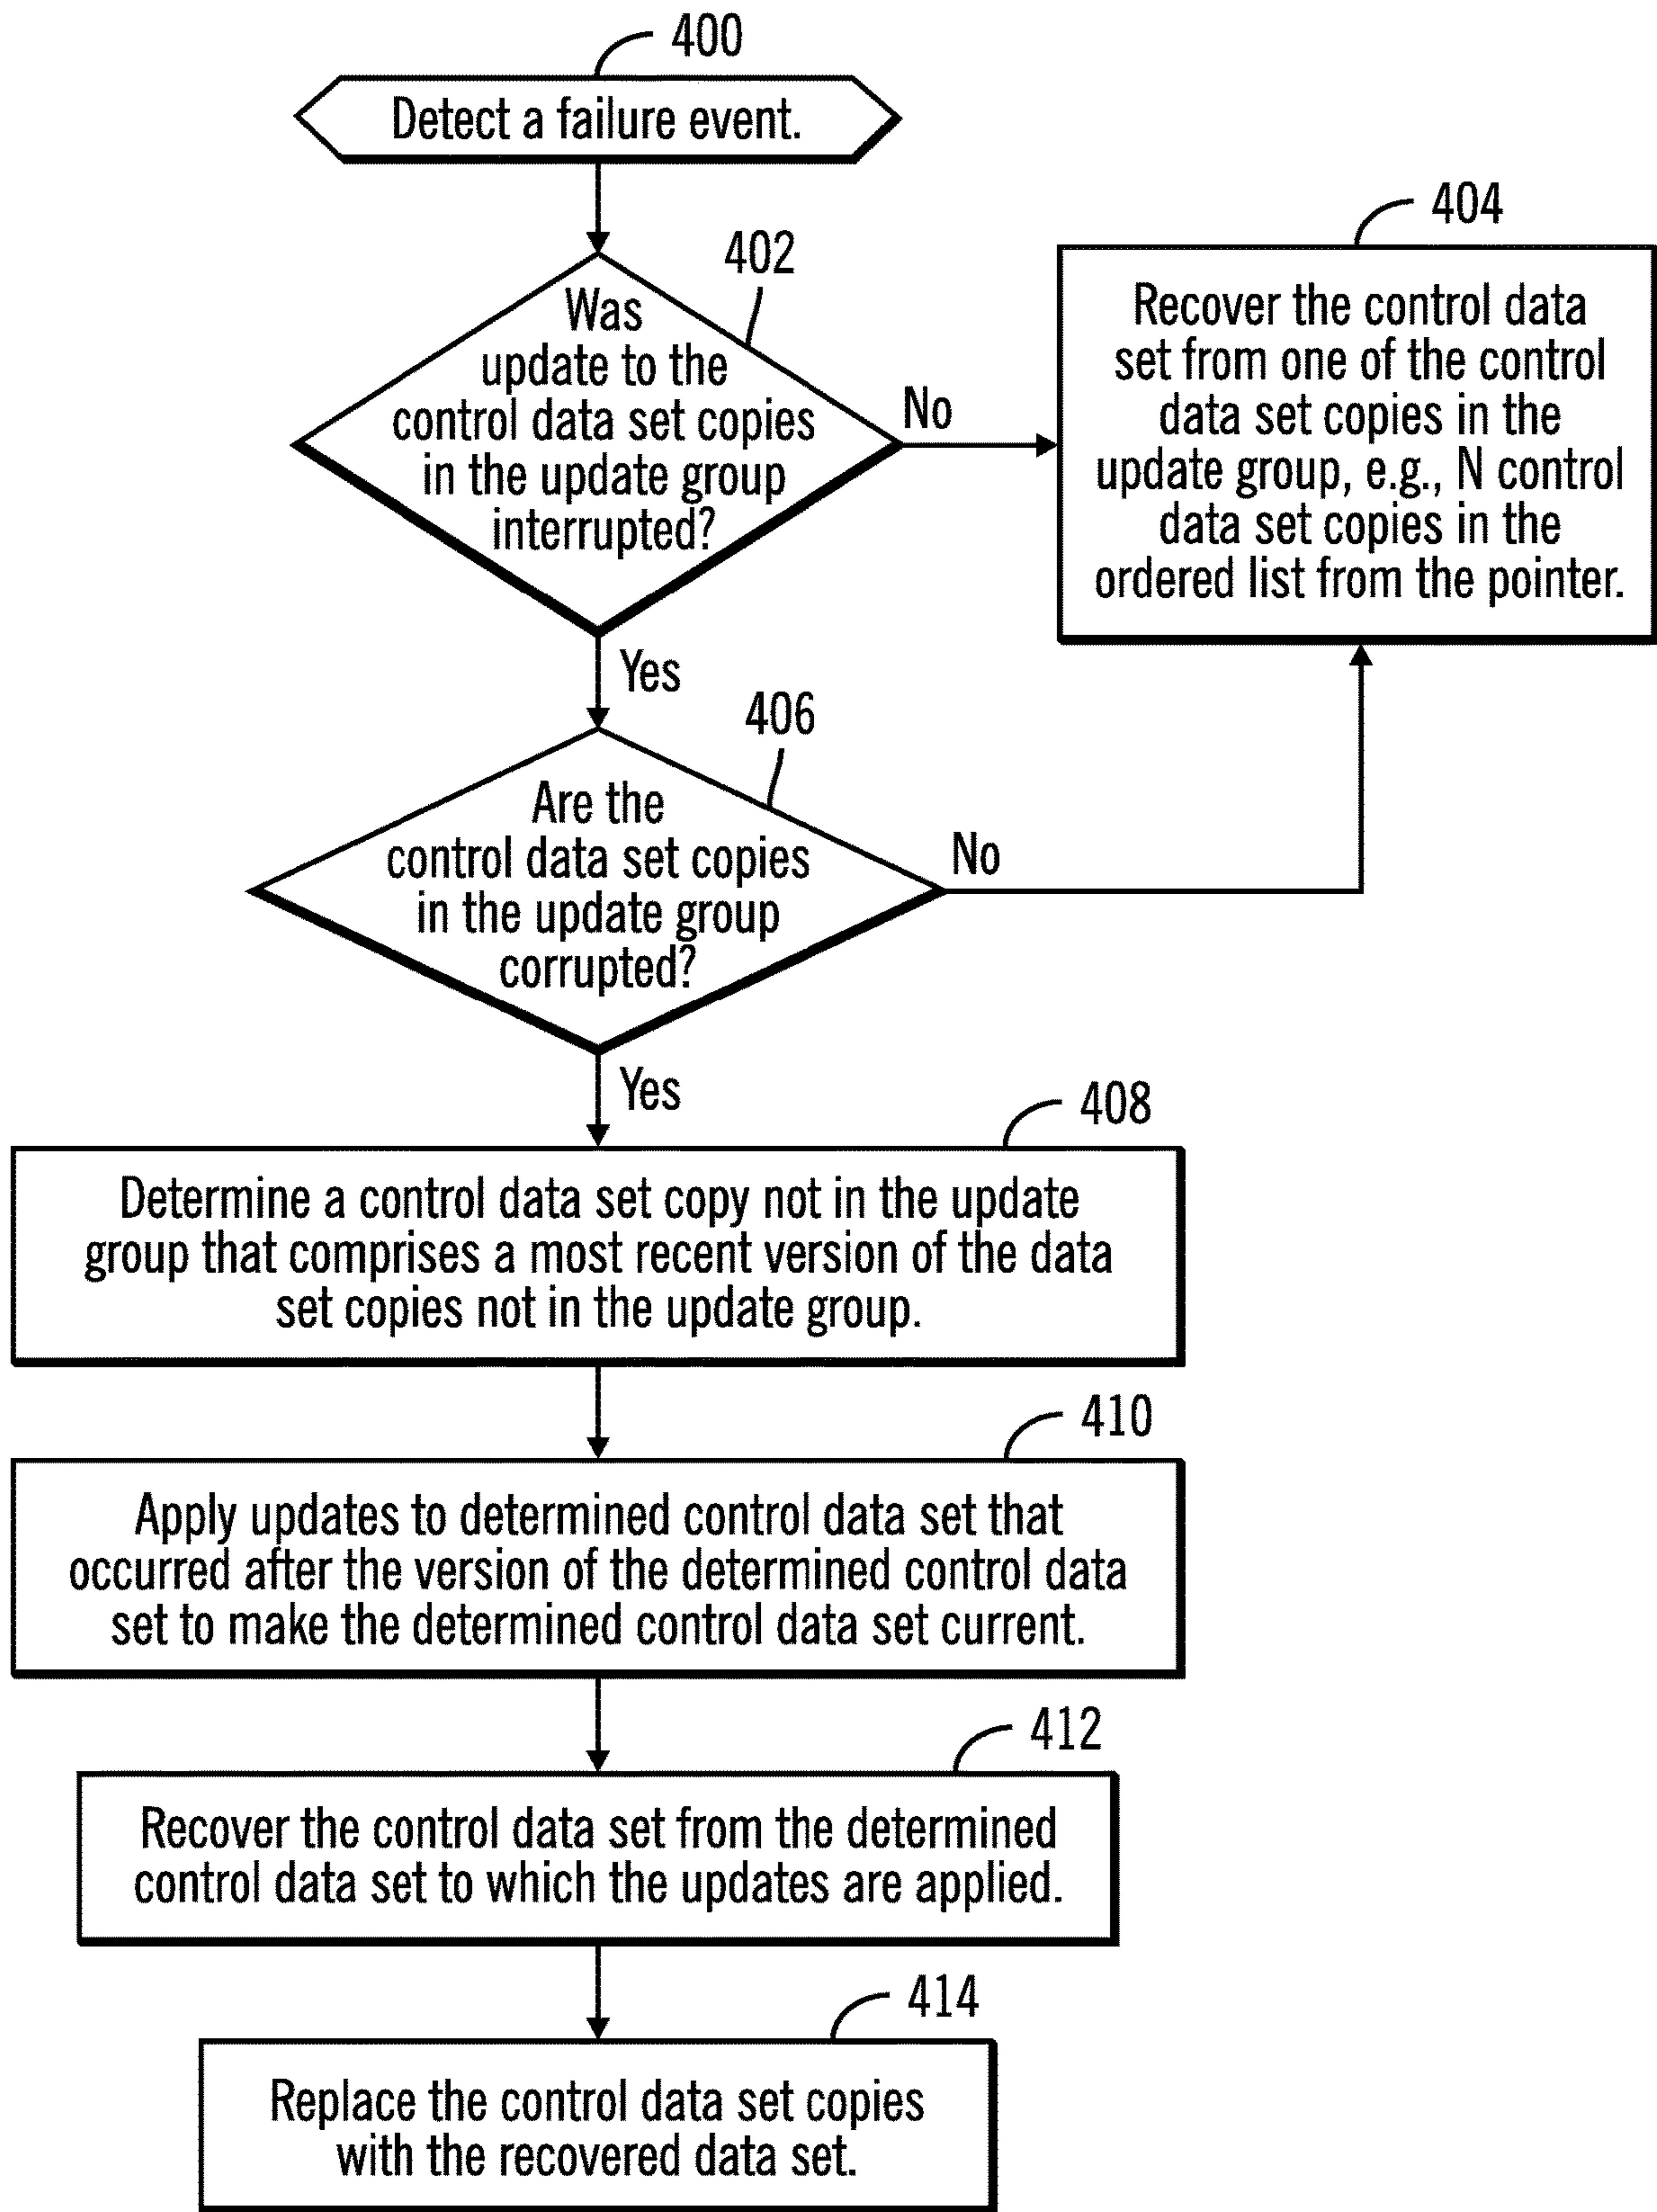 400
Detect a failure event.
402
Was
update to the
control data set copies
in the update group
interrupted?
No
404
Recover the control data
set from one of the control
data set copies in the
update group, e.g., N control
data set copies in the
ordered list from the pointer.
Yes
406
Are the
control data set copies
in the update group
corrupted?
No
Yes
408
Determine a control data set copy not in the update
group that comprises a most recent version of the data
set copies not in the update group.
410
Apply updates to determined control data set that
occurred after the version of the determined control data
set to make the determined control data set current.
412
Recover the control data set from the determined
control data set to which the updates are applied.
414
Replace the control data set copies
with the recovered data set.